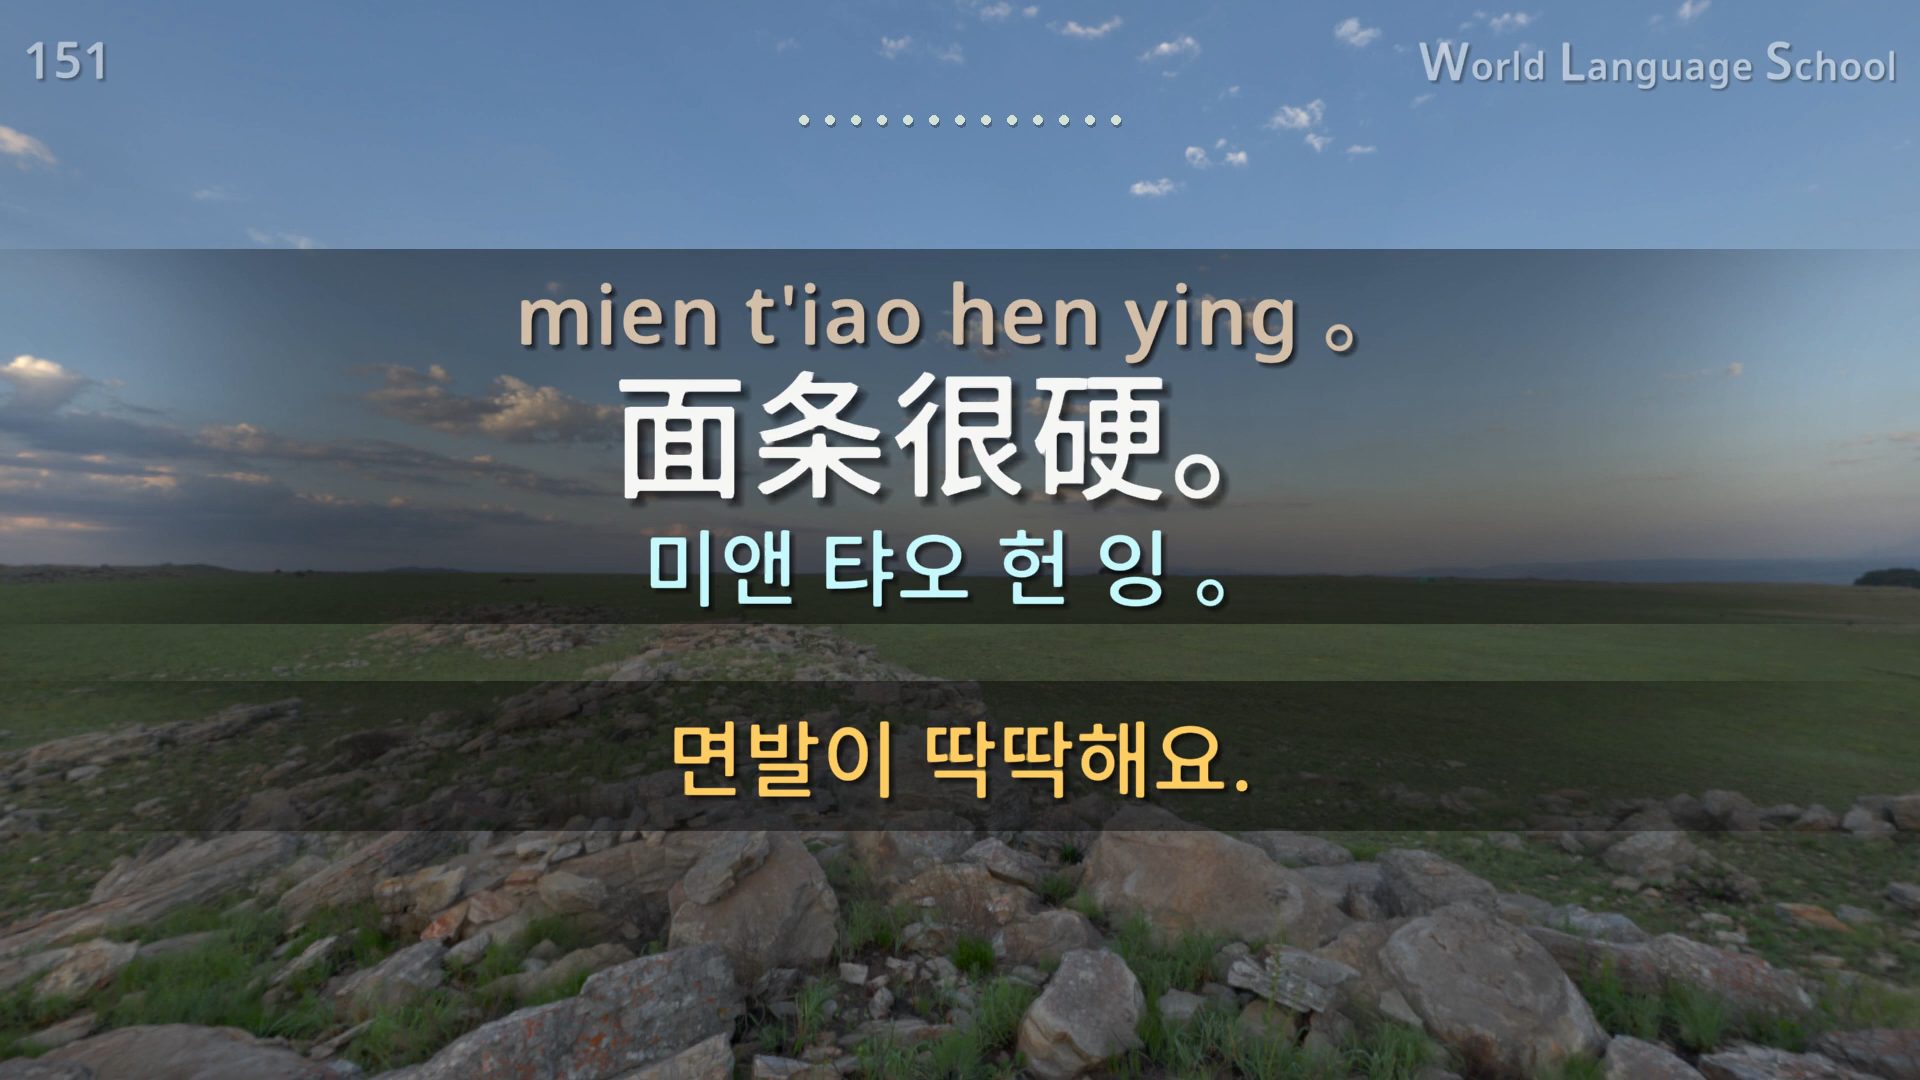 151
World Language School
mien t'iao hen ying 。
面条很硬。
미앤 탸오 헌 잉 。
면발이 딱딱해요.